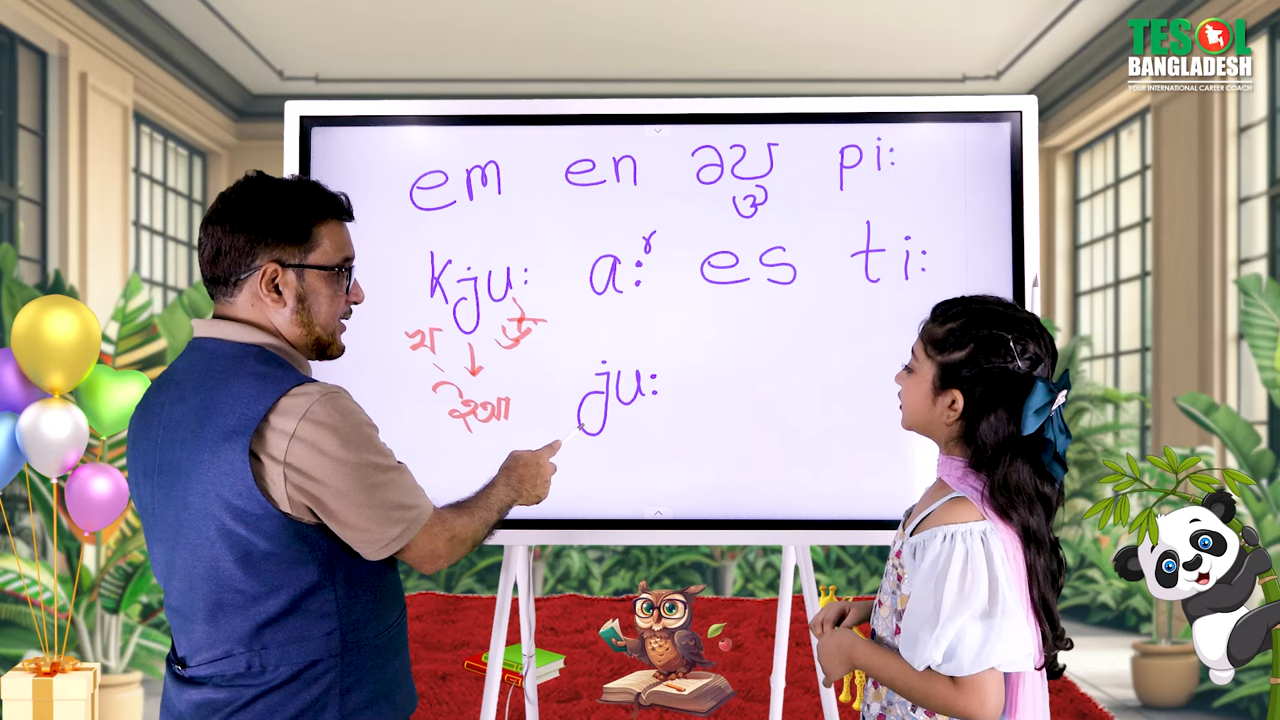 TESOL
BANGLADESH
YOUR INTERNATIONAL CAREER COACH
em en əʊ pi:
ও
kju: a:ʳ es ti:
খ উ
ইআ
ju: